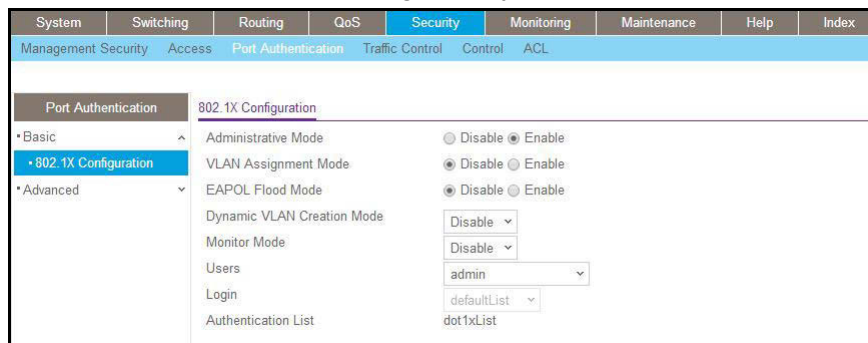 System Switching Routing QoS Security Monitoring Maintenance Help Index
Management Security Access Port Authentication Traffic Control Control ACL
Port Authentication
802.1X Configuration
Basic
Administrative Mode Disable Enable
802.1X Configuration
VLAN Assignment Mode Disable Enable
Advanced
EAPOL Flood Mode Disable Enable
Dynamic VLAN Creation Mode Disable
Monitor Mode Disable
Users admin
Login defaultList
Authentication List dot1xList